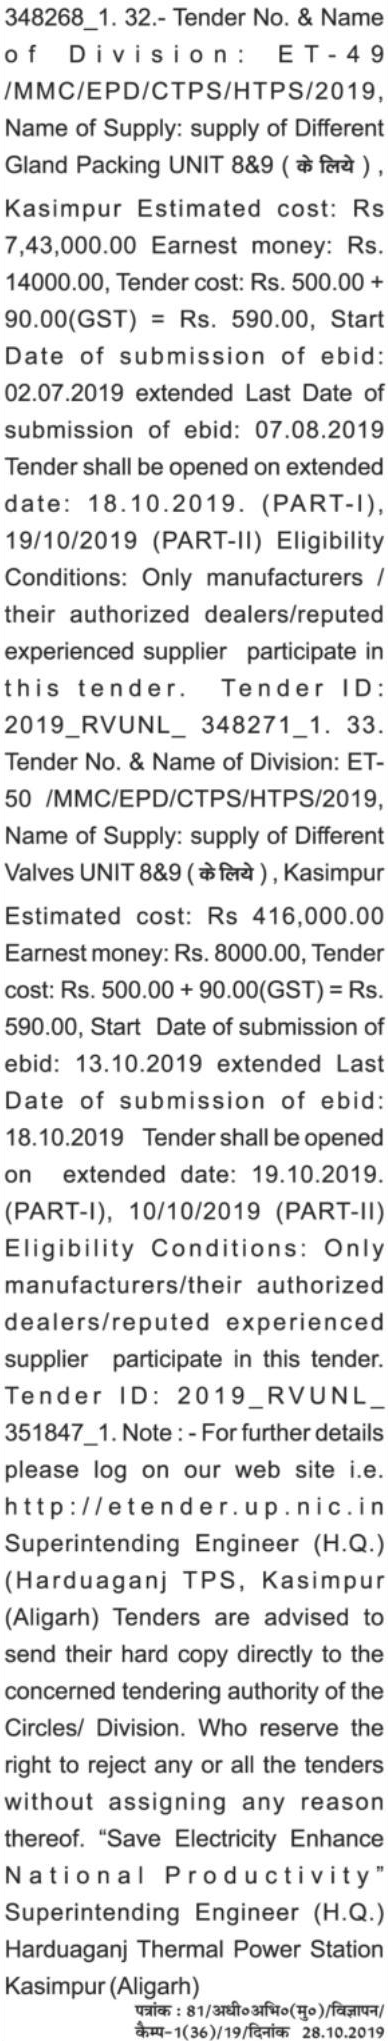 348268_1. 32.- Tender No. & Name
of Division: ET-49
/MMC/EPD/CTPS/HTPS/2019,
Name of Supply: supply of Different
Gland Packing UNIT 8&9 ( के लिये ) ,
Kasimpur Estimated cost: Rs
7,43,000.00 Earnest money: Rs.
14000.00, Tender cost: Rs. 500.00 +
90.00(GST) = Rs. 590.00, Start
Date of submission of ebid:
02.07.2019 extended Last Date of
submission of ebid: 07.08.2019
Tender shall be opened on extended
date: 18.10.2019. (PART-I),
19/10/2019 (PART-II) Eligibility
Conditions: Only manufacturers /
their authorized dealers/reputed
experienced supplier participate in
this tender. Tender ID:
2019_RVUNL_ 348271_1. 33.
Tender No. & Name of Division: ET-
50 /MMC/EPD/CTPS/HTPS/2019,
Name of Supply: supply of Different
Valves UNIT 8&9 ( के लिये ) , Kasimpur
Estimated cost: Rs 416,000.00
Earnest money: Rs. 8000.00, Tender
cost: Rs. 500.00 + 90.00(GST) = Rs.
590.00, Start Date of submission of
ebid: 13.10.2019 extended Last
Date of submission of ebid:
18.10.2019 Tender shall be opened
on extended date: 19.10.2019.
(PART-I), 10/10/2019 (PART-II)
Eligibility Conditions: Only
manufacturers/their authorized
dealers/reputed experienced
supplier participate in this tender.
Tender ID: 2019_RVUNL_
351847_1. Note : - For further details
please log on our web site i.e.
http://etender.up.nic.in
Superintending Engineer (H.Q.)
(Harduaganj TPS, Kasimpur
(Aligarh) Tenders are advised to
send their hard copy directly to the
concerned tendering authority of the
Circles/ Division. Who reserve the
right to reject any or all the tenders
without assigning any reason
thereof. “Save Electricity Enhance
National Productivity”
Superintending Engineer (H.Q.)
Harduaganj Thermal Power Station
Kasimpur (Aligarh)
पत्रांक : 81/अधी०अभि०(मु०)/विज्ञापन/
कैम्प-1(36)/19/दिनांक 28.10.2019